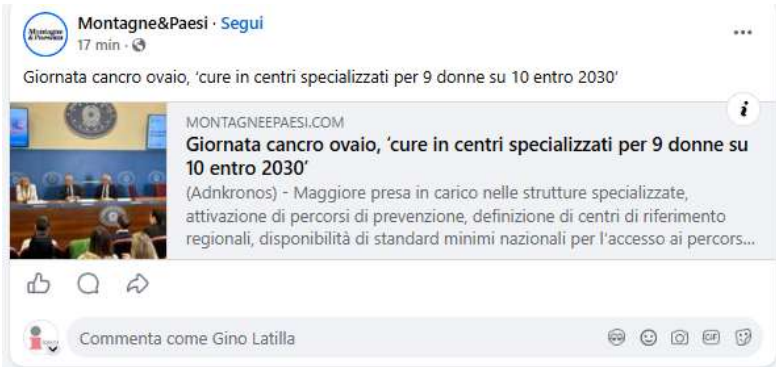 Montagne&Paesi · Segui
17 min ·
Giornata cancro ovaio, ‘cure in centri specializzati per 9 donne su 10 entro 2030’
MONTAGNEEPAESI.COM
Giornata cancro ovaio, ‘cure in centri specializzati per 9 donne su
10 entro 2030’
(Adnkronos) - Maggiore presa in carico nelle strutture specializzate,
attivazione di percorsi di prevenzione, definizione di centri di riferimento
regionali, disponibilità di standard minimi nazionali per l'accesso ai percors...
Commenta come Gino Latilla
GIF